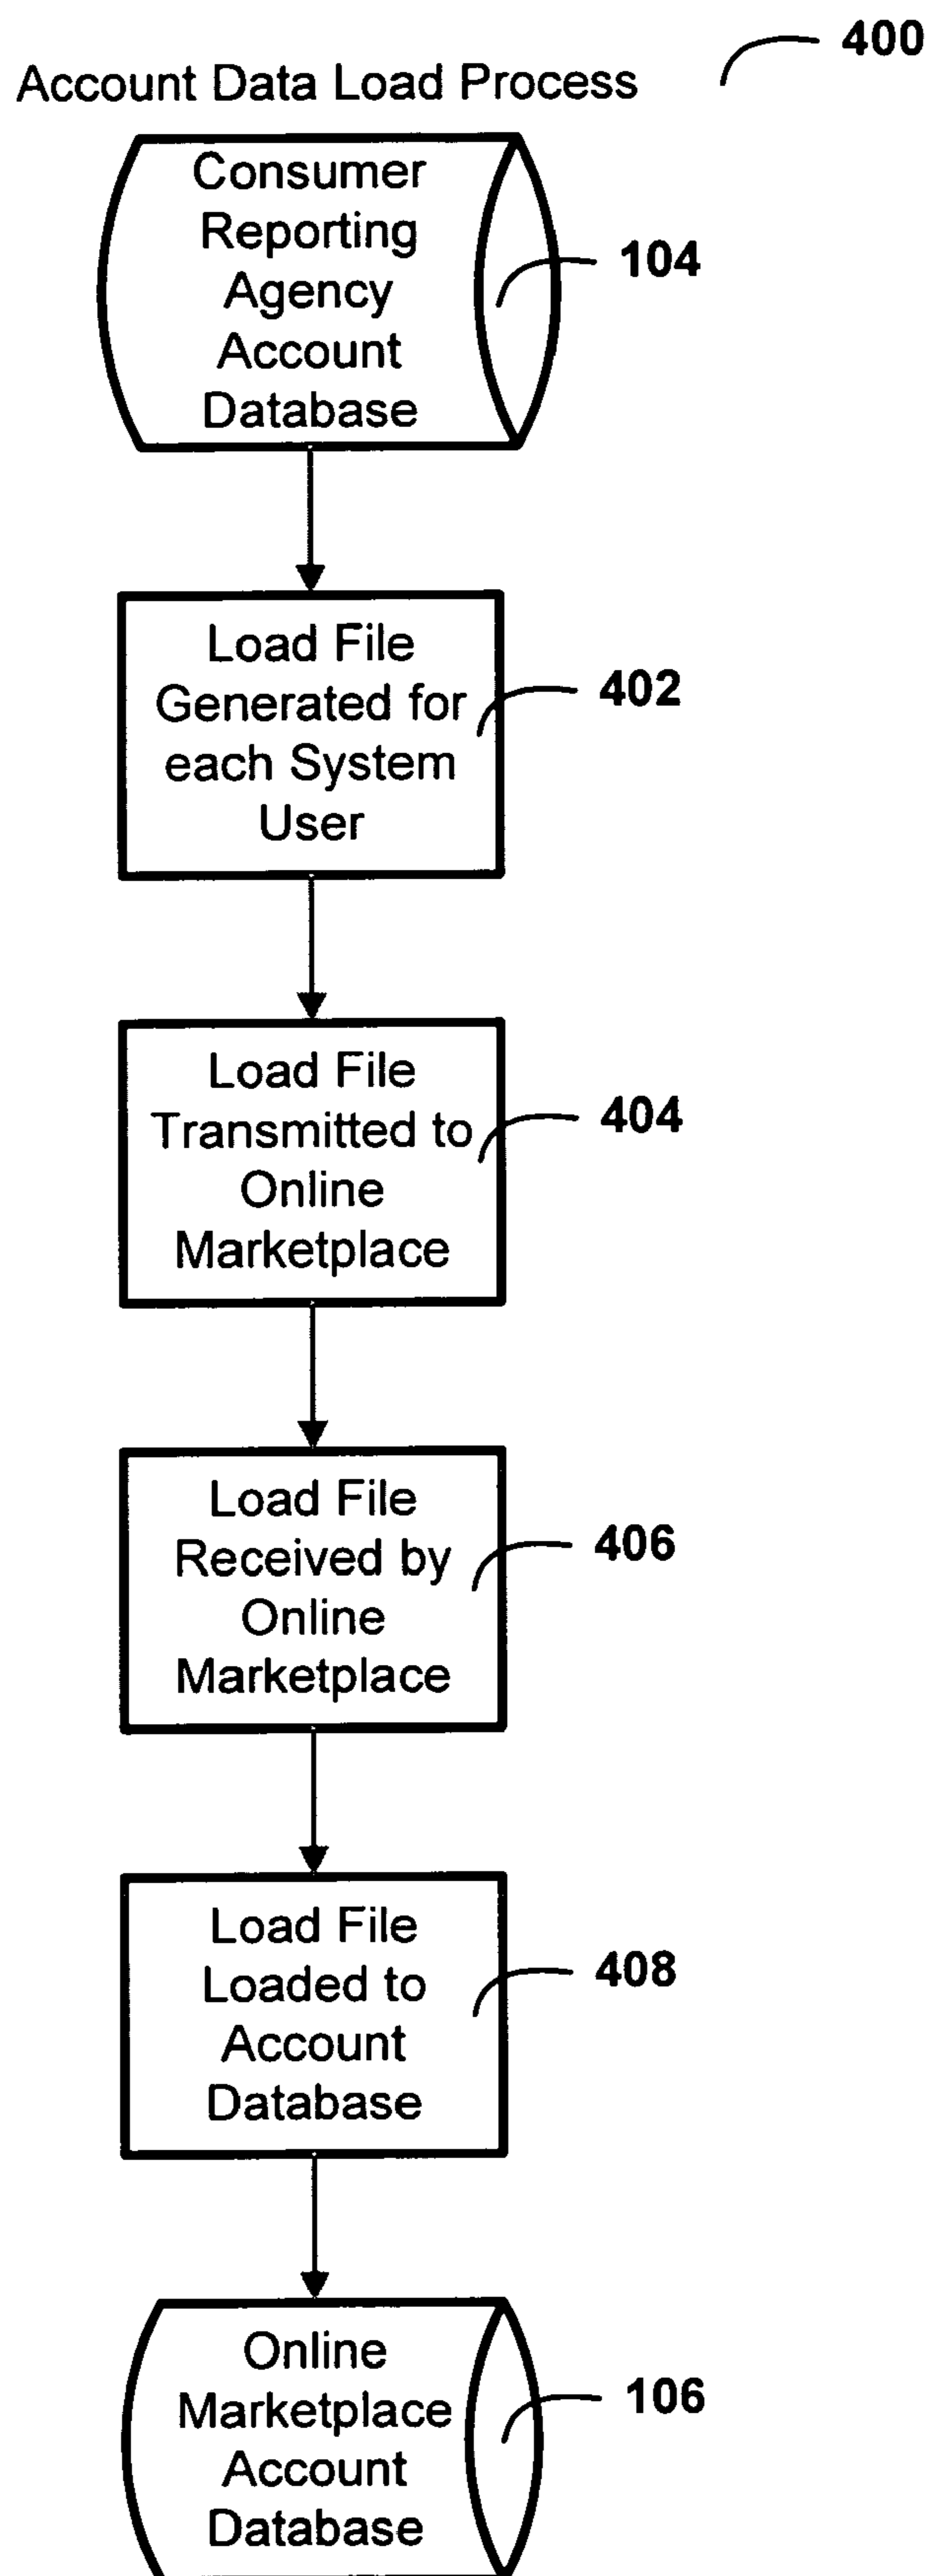 400
Account Data Load Process
Consumer
Reporting
Agency
Account
Database
104
Load File
Generated for
each System
User
402
Load File
Transmitted to
Online
Marketplace
404
Load File
Received by
Online
Marketplace
406
Load File
Loaded to
Account
Database
408
Online
Marketplace
Account
Database
106